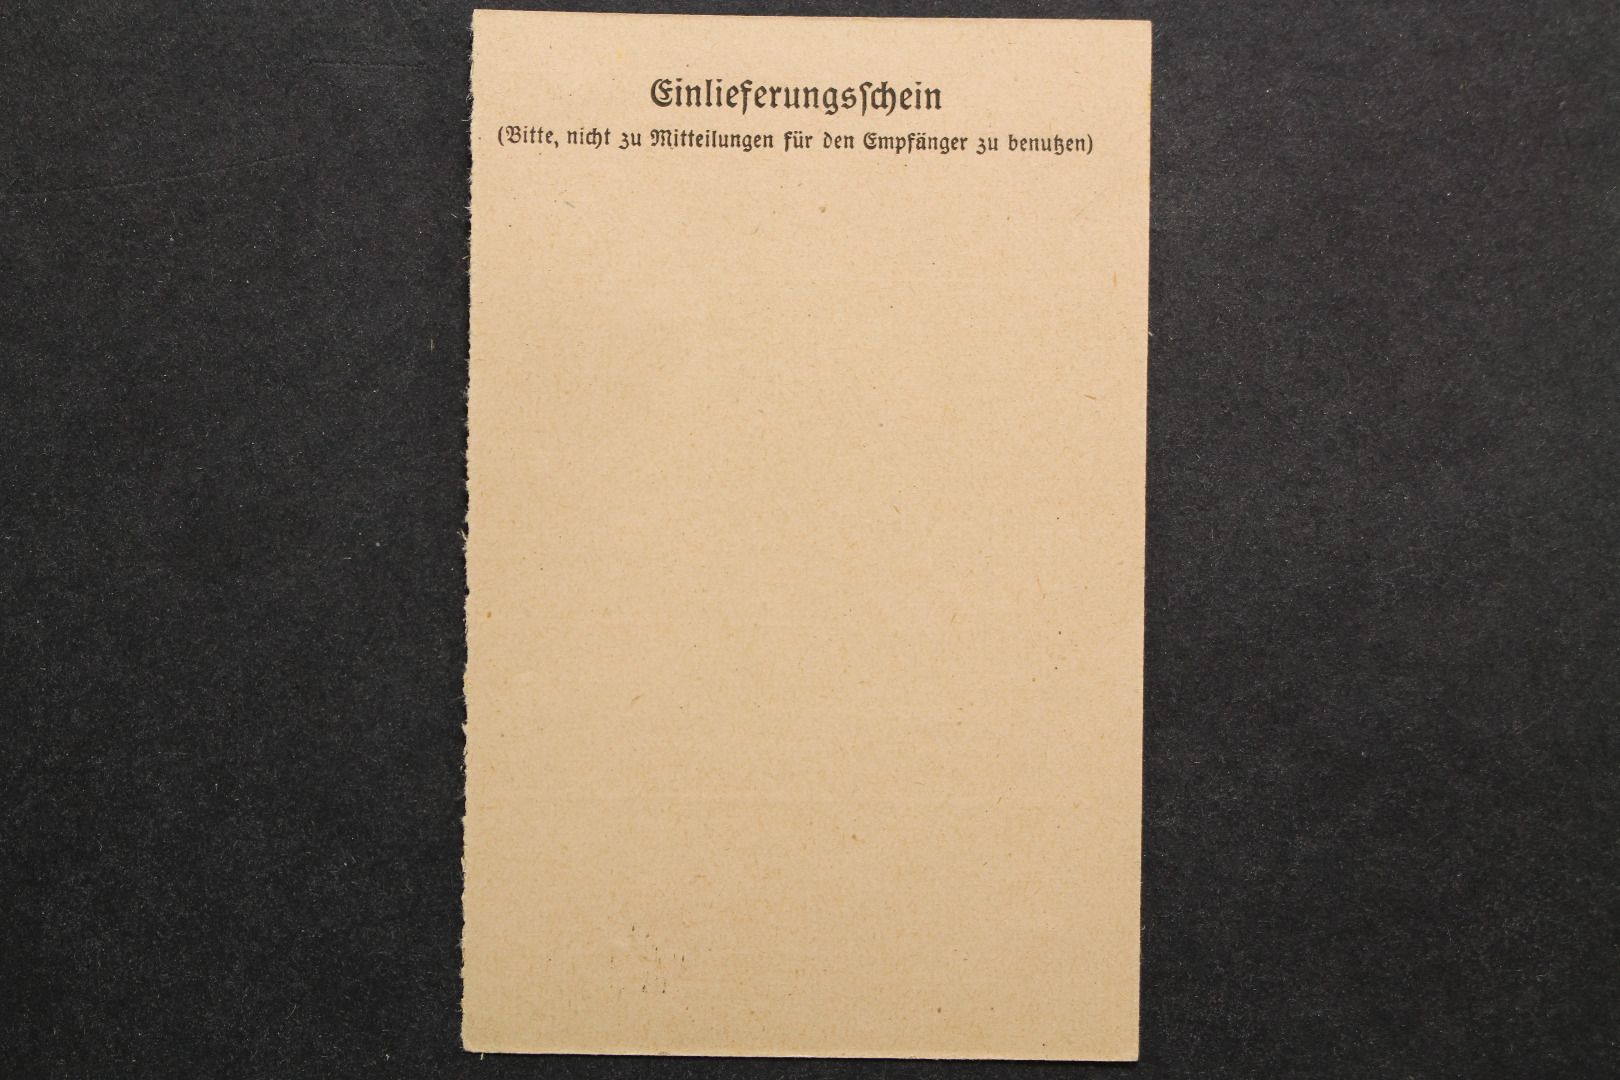 Einlieferungsſchein
(Bitte, nicht zu Mitteilungen für den Empfänger zu benutzen)